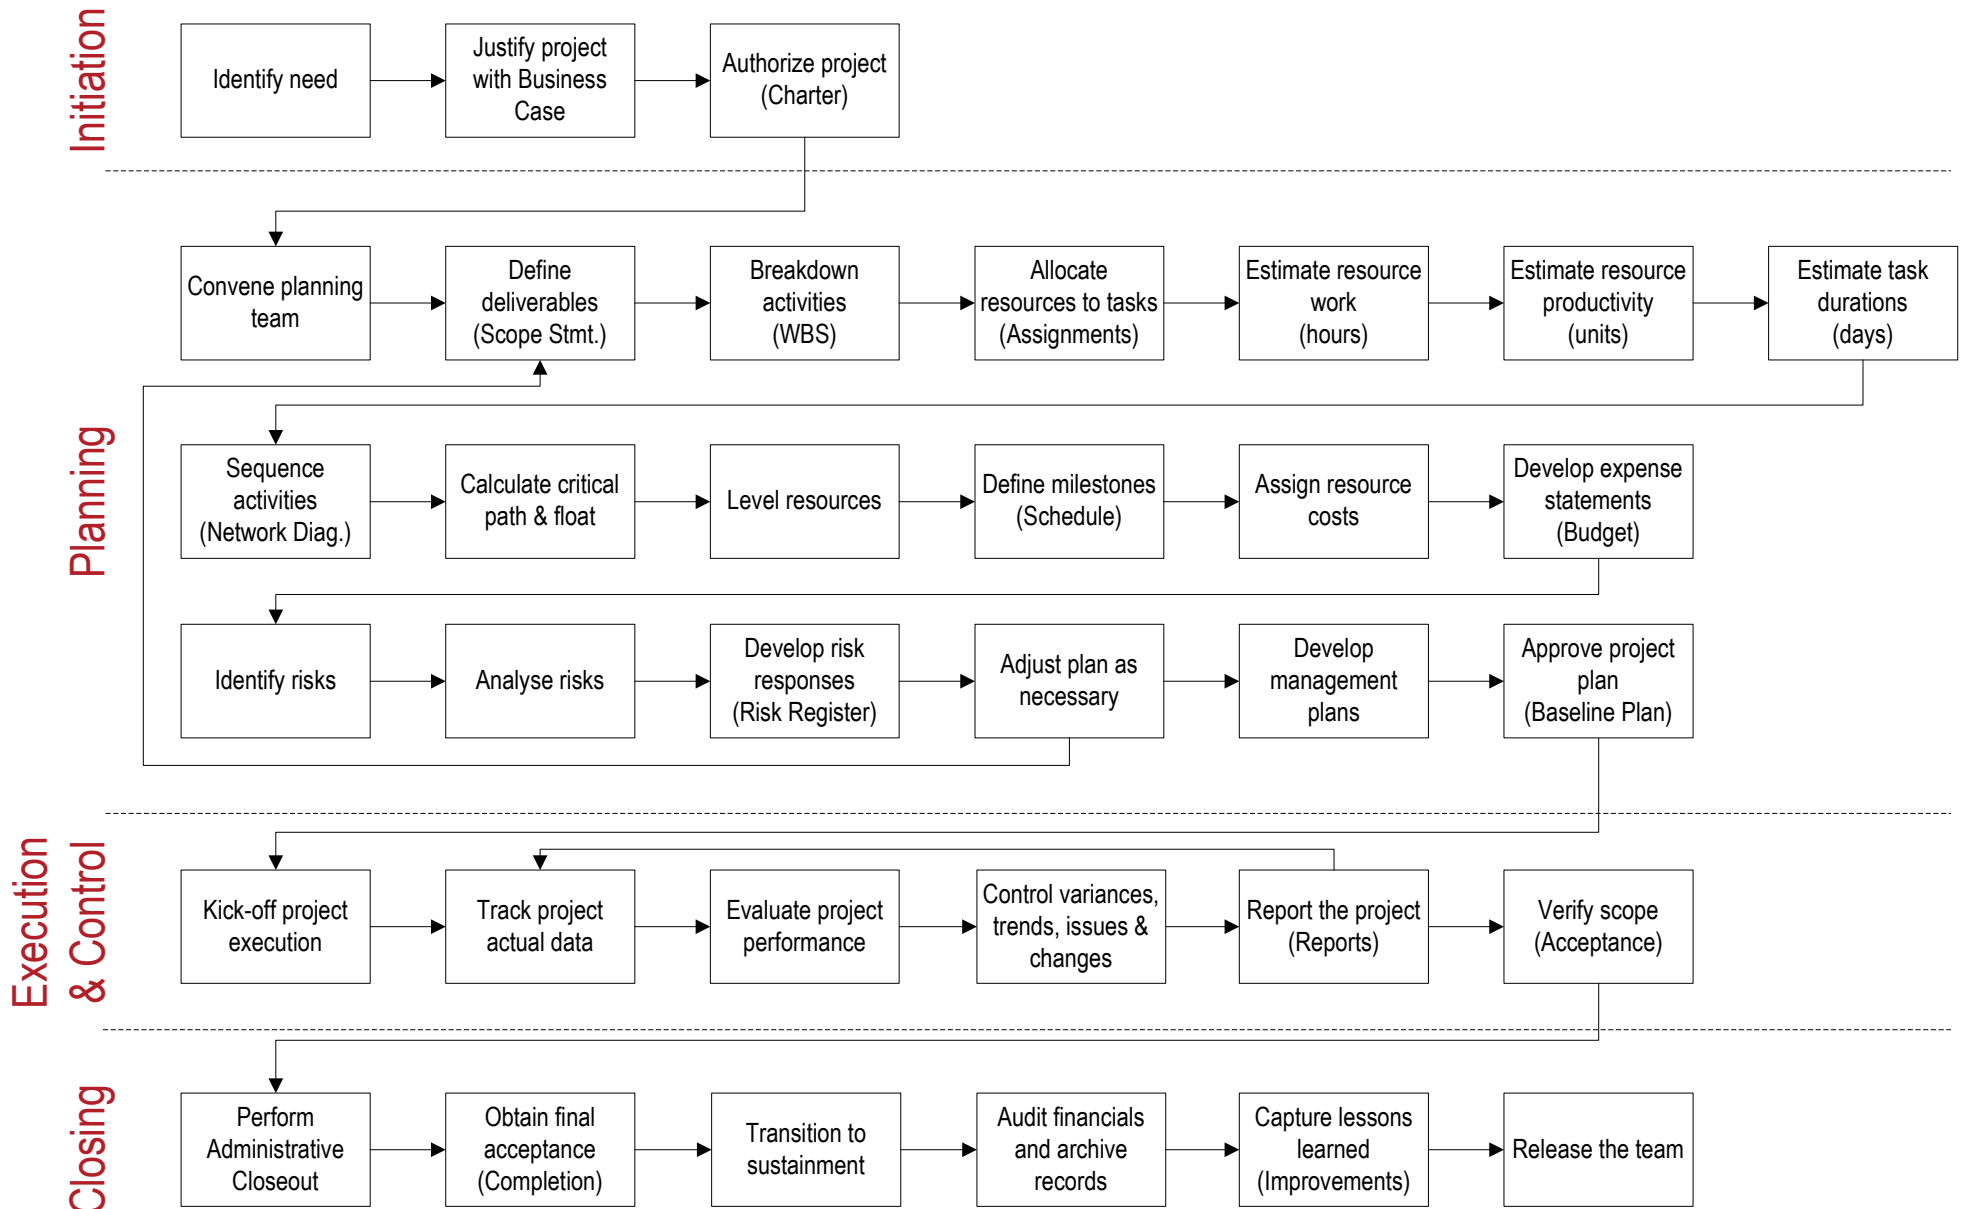 Initiation
Identify need
Justify project
with Business
Case
Authorize project
(Charter)
Planning
Convene planning
team
Define
deliverables
(Scope Stmt.)
Breakdown
activities
(WBS)
Allocate
resources to tasks
(Assignments)
Estimate resource
work
(hours)
Estimate resource
productivity
(units)
Estimate task
durations
(days)
Sequence
activities
(Network Diag.)
Calculate critical
path & float
Level resources
Define milestones
(Schedule)
Assign resource
costs
Develop expense
statements
(Budget)
Identify risks
Analyse risks
Develop risk
responses
(Risk Register)
Adjust plan as
necessary
Develop
management
plans
Approve project
plan
(Baseline Plan)
Execution
& Control
Kick-off project
execution
Track project
actual data
Evaluate project
performance
Control variances,
trends, issues &
changes
Report the project
(Reports)
Verify scope
(Acceptance)
Closing
Perform
Administrative
Closeout
Obtain final
acceptance
(Completion)
Transition to
sustainment
Audit financials
and archive
records
Capture lessons
learned
(Improvements)
Release the team